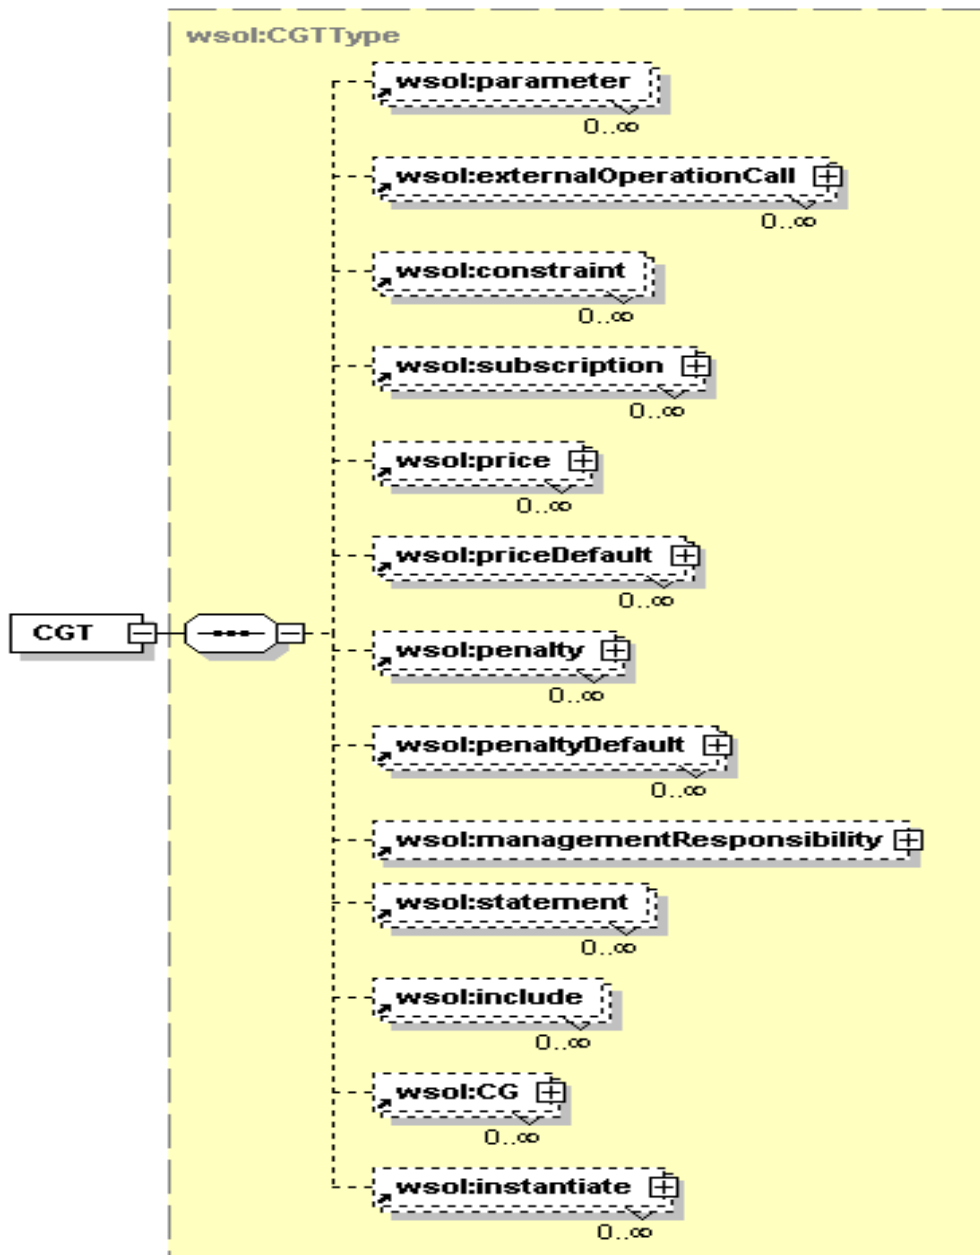 wsol:CGTType
wsol:parameter
0..∞
wsol:externalOperationCall
0..∞
wsol:constraint
0..∞
wsol:subscription
0..∞
wsol:price
0..∞
wsol:priceDefault
0..∞
CGT
wsol:penalty
0..∞
wsol:penaltyDefault
0..∞
wsol:managementResponsibility
wsol:statement
0..∞
wsol:include
0..∞
wsol:CG
0..∞
wsol:instantiate
0..∞